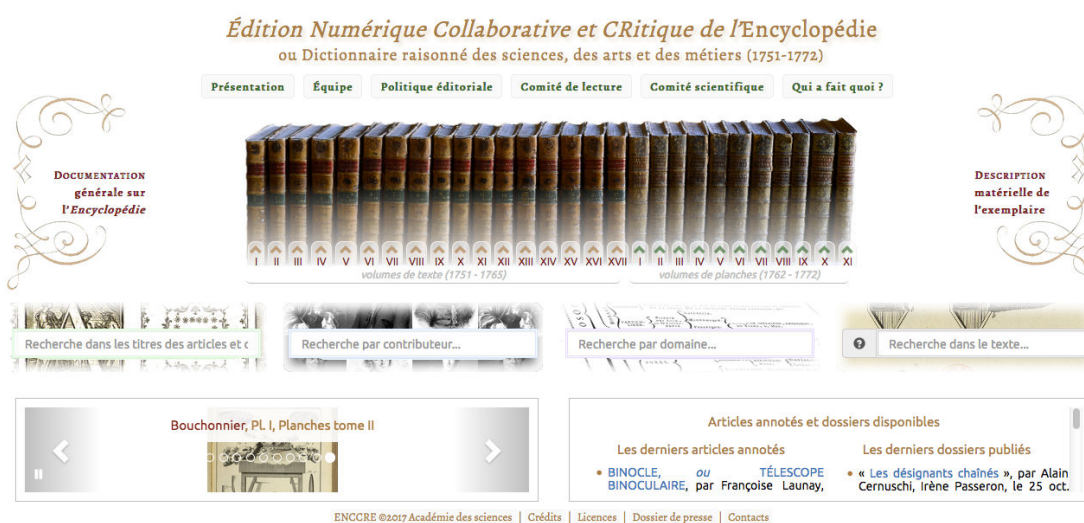 Édition Numérique Collaborative et CRitique de l'Encyclopédie
ou Dictionnaire raisonné des sciences, des arts et des métiers (1751-1772)
Présentation Équipe Politique éditoriale Comité de lecture Comité scientifique Qui a fait quoi ?
DOCUMENTATION
générale sur
l'Encyclopédie
DESCRIPTION
matérielle de
l'exemplaire
I II III IV V VI VII VIII IX X XI XII XIII XIV XV XVI XVII I II III IV V VI VII VIII IX X XI
volumes de texte (1751 - 1765) volumes de planches (1762 - 1772)
Recherche dans les titres des articles et
Recherche par contributeur...
Recherche par domaine...
Recherche dans le texte...
Bouchonnier, Pl. I, Planches tome II
Articles annotés et dossiers disponibles
Les derniers articles annotés
• BINOCLE, ou TÉLESCOPE
BINOCULAIRE, par Françoise Launay,
Les derniers dossiers publiés
• « Les désignants chaînés », par Alain
Cernuschi, Irène Passeron, le 25 oct.
ENCCRE ©2017 Académie des sciences | Crédits | Licences | Dossier de presse | Contacts